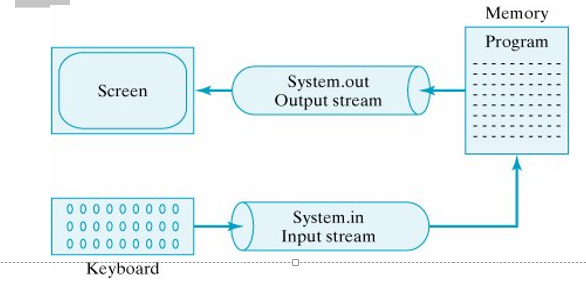 Memory
Program
Screen
System.out
Output stream
System.in
Input stream
Keyboard